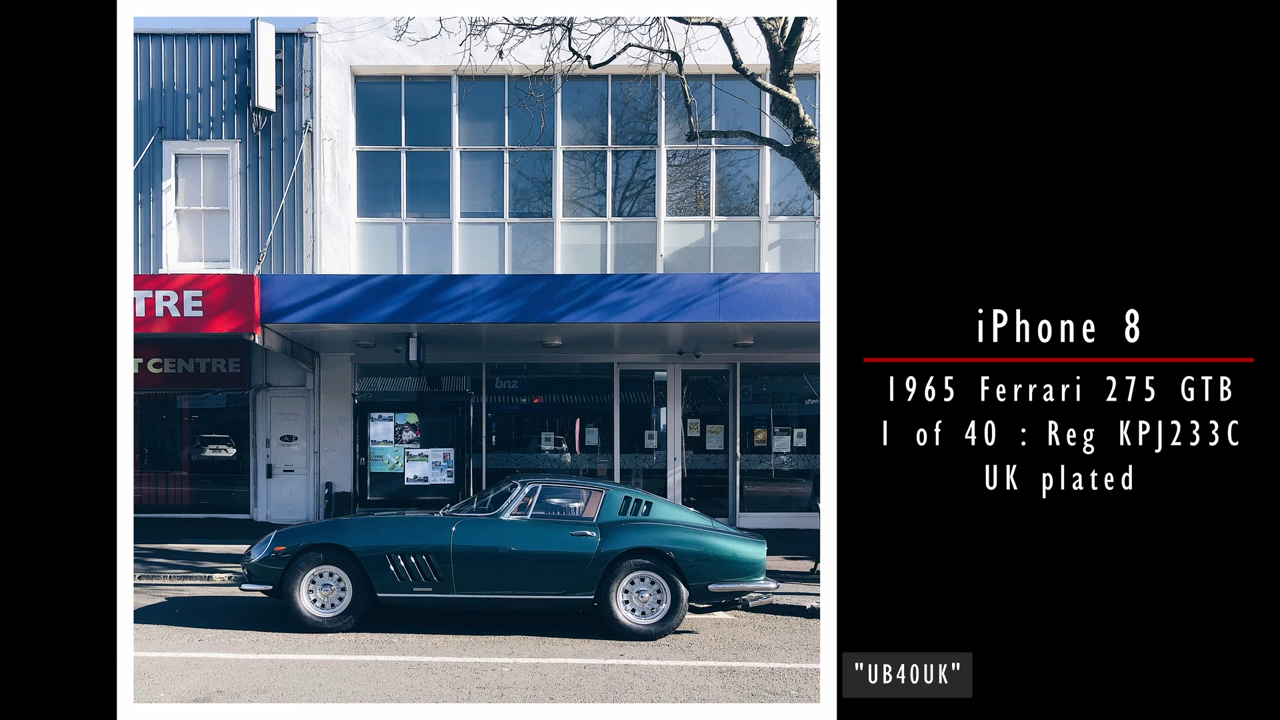 TRE
T CENTRE
bnz
iPhone 8
1965 Ferrari 275 GTB
1 of 40 : Reg KPJ233C
UK plated
"UB40UK"